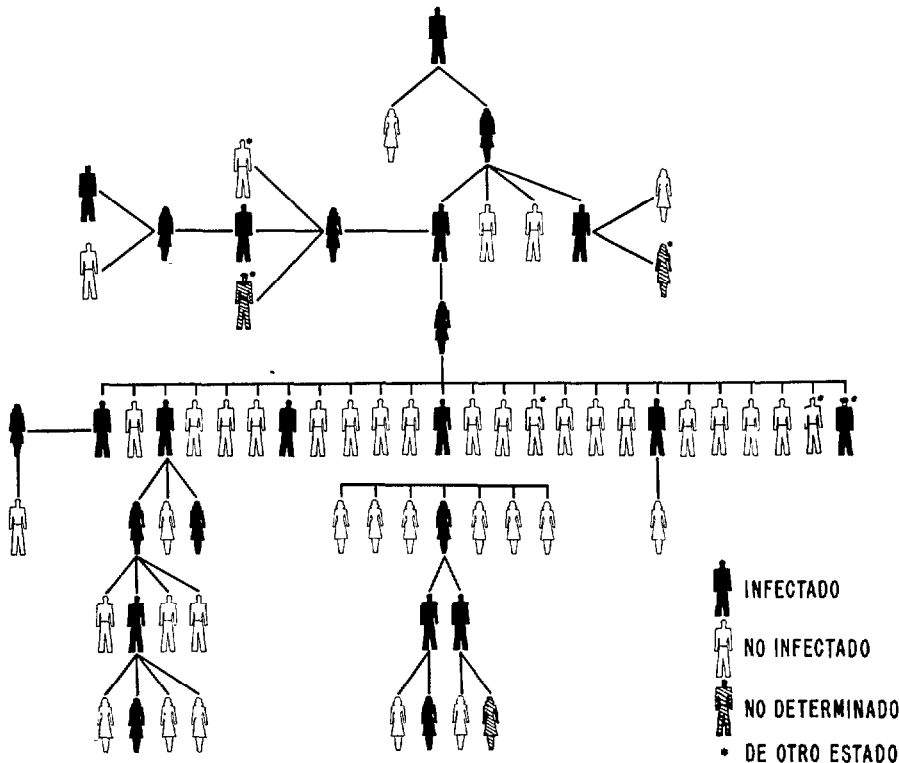 INFECTADO
NO INFECTADO
NO DETERMINADO
* DE OTRO ESTADO